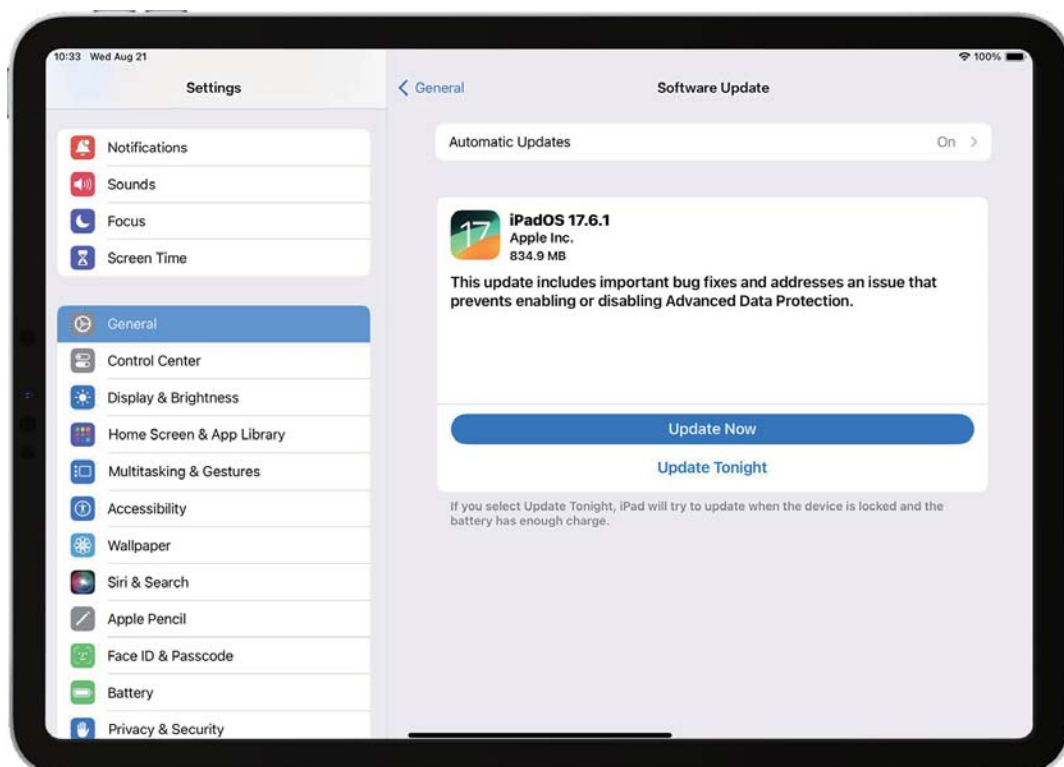 10:33 Wed Aug 21
100%
Settings
Notifications
Sounds
Focus
Screen Time
General
Control Center
Display & Brightness
Home Screen & App Library
Multitasking & Gestures
Accessibility
Wallpaper
Siri & Search
Apple Pencil
Face ID & Passcode
Battery
Privacy & Security
General
Software Update
Automatic Updates On
17
iPadOS 17.6.1
Apple Inc.
834.9 MB
This update includes important bug fixes and addresses an issue that
prevents enabling or disabling Advanced Data Protection.
Update Now
Update Tonight
If you select Update Tonight, iPad will try to update when the device is locked and the
battery has enough charge.